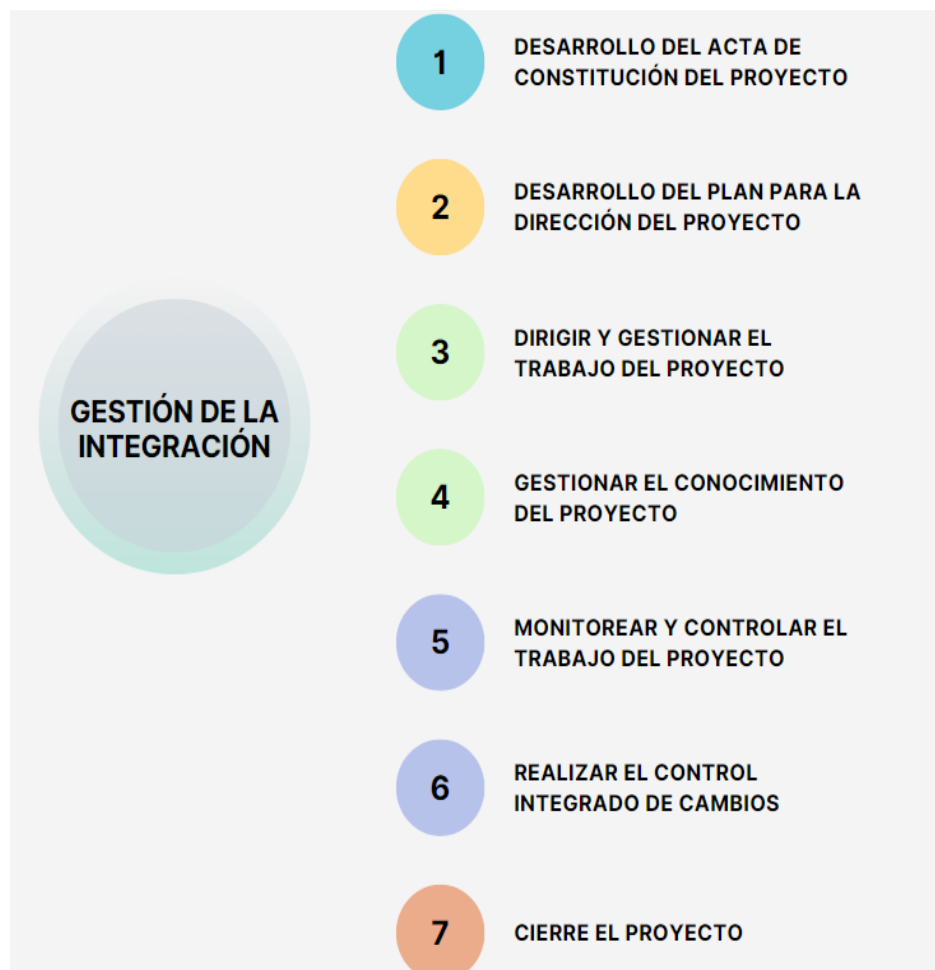 GESTIÓN DE LA
INTEGRACIÓN
1
DESARROLLO DEL ACTA DE
CONSTITUCIÓN DEL PROYECTO
2
DESARROLLO DEL PLAN PARA LA
DIRECCIÓN DEL PROYECTO
3
DIRIGIR Y GESTIONAR EL
TRABAJO DEL PROYECTO
4
GESTIONAR EL CONOCIMIENTO
DEL PROYECTO
5
MONITOREAR Y CONTROLAR EL
TRABAJO DEL PROYECTO
6
REALIZAR EL CONTROL
INTEGRADO DE CAMBIOS
7
CIERRE EL PROYECTO